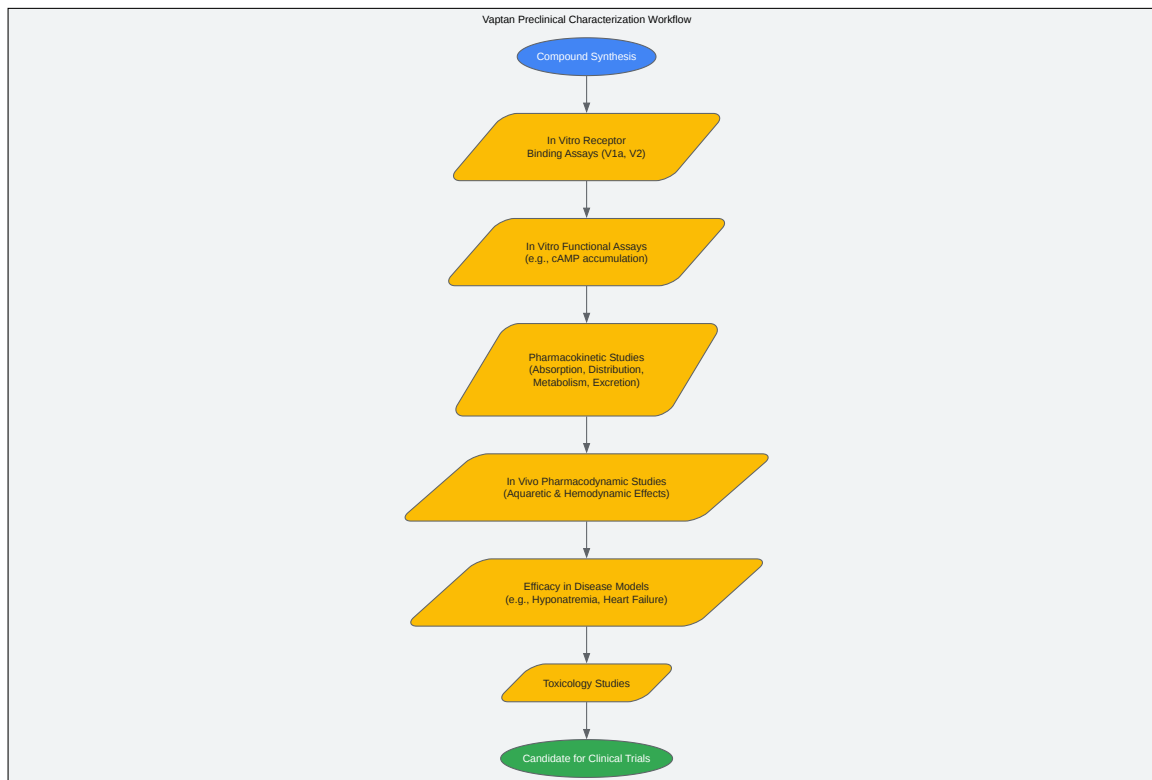 Vaptan Preclinical Characterization Workflow
Compound Synthesis
In Vitro Receptor
Binding Assays (V1a, V2)
In Vitro Functional Assays
(e.g., cAMP accumulation)
Pharmacokinetic Studies
(Absorption, Distribution,
Metabolism, Excretion)
In Vivo Pharmacodynamic Studies
(Aquaretic & Hemodynamic Effects)
Efficacy in Disease Models
(e.g., Hyponatremia, Heart Failure)
Toxicology Studies
Candidate for Clinical Trials